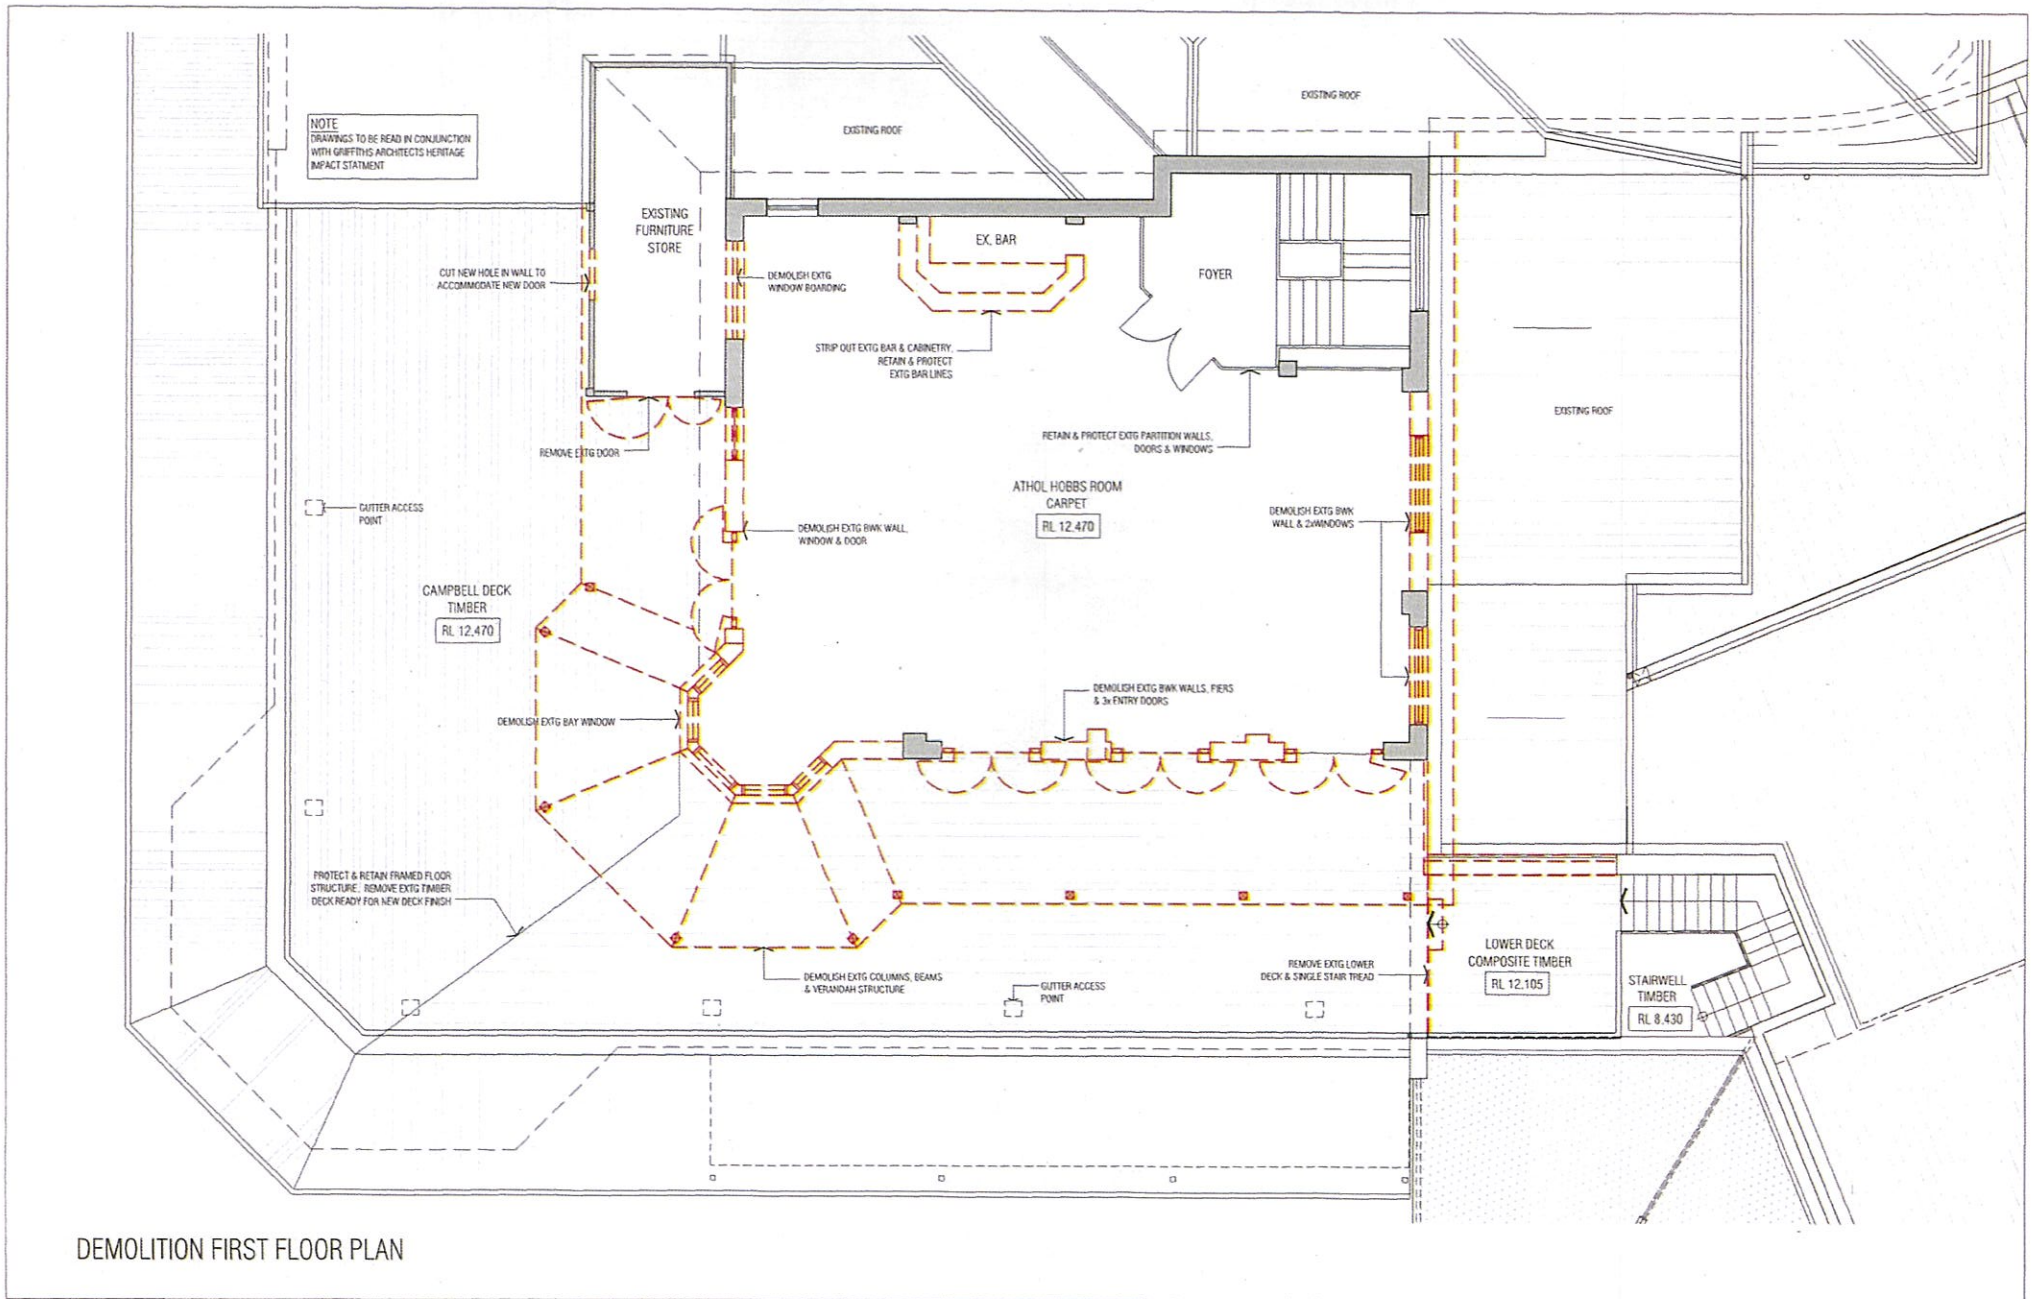 EXISTING ROOF
NOTE
DRAWINGS TO BE READ IN CONJUNCTION
WITH GRIFFITHS ARCHITECTS HERITAGE
IMPACT STATMENT
EXISTING ROOF
EXISTING
FURNITURE
STORE
EX. BAR
FOYER
CUT NEW HOLE IN WALL TO
ACCOMMODATE NEW DOOR
DEMOLISH EXTG
WINDOW BOARDING
STRIP OUT EXTG BAR & CABINETRY.
RETAIN & PROTECT
EXTG BAR LINES
EXISTING ROOF
RETAIN & PROTECT EXTG PARTITION WALLS,
DOORS & WINDOWS
REMOVE EXTG DOOR
ATHOL HOBBS ROOM
CARPET
RL 12,470
GUTTER ACCESS
POINT
DEMOLISH EXTG BWK WALL,
WINDOW & DOOR
DEMOLISH EXTG BWK
WALL & 2xWINDOWS
CAMPBELL DECK
TIMBER
RL 12,470
DEMOLISH EXTG BWK WALLS, PIERS
& 3x ENTRY DOORS
DEMOLISH EXTG BAY WINDOW
PROTECT & RETAIN FRAMED FLOOR
STRUCTURE. REMOVE EXTG TIMBER
DECK READY FOR NEW DECK FINISH
DEMOLISH EXTG COLUMNS, BEAMS
& VERANDAH STRUCTURE
GUTTER ACCESS
POINT
REMOVE EXTG LOWER
DECK & SINGLE STAIR TREAD
LOWER DECK
COMPOSITE TIMBER
RL 12,105
STAIRWELL
TIMBER
RL 8,430
DEMOLITION FIRST FLOOR PLAN